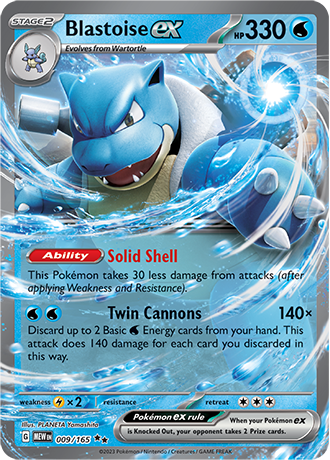 STAGE 2 Blastoise ex HP 330
Evolves from Wartortle
Ability Solid Shell
This Pokémon takes 30 less damage from attacks (after
applying Weakness and Resistance).
Twin Cannons 140×
Discard up to 2 Basic Energy cards from your hand. This
attack does 140 damage for each card you discarded in
this way.
weakness ×2 resistance retreat
Illus. PLANETA Yamashita
Pokémon ex rule
G MEW EN 009/165
When your Pokémon ex
is Knocked Out, your opponent takes 2 Prize cards.
©2023 Pokémon / Nintendo / Creatures / GAME FREAK